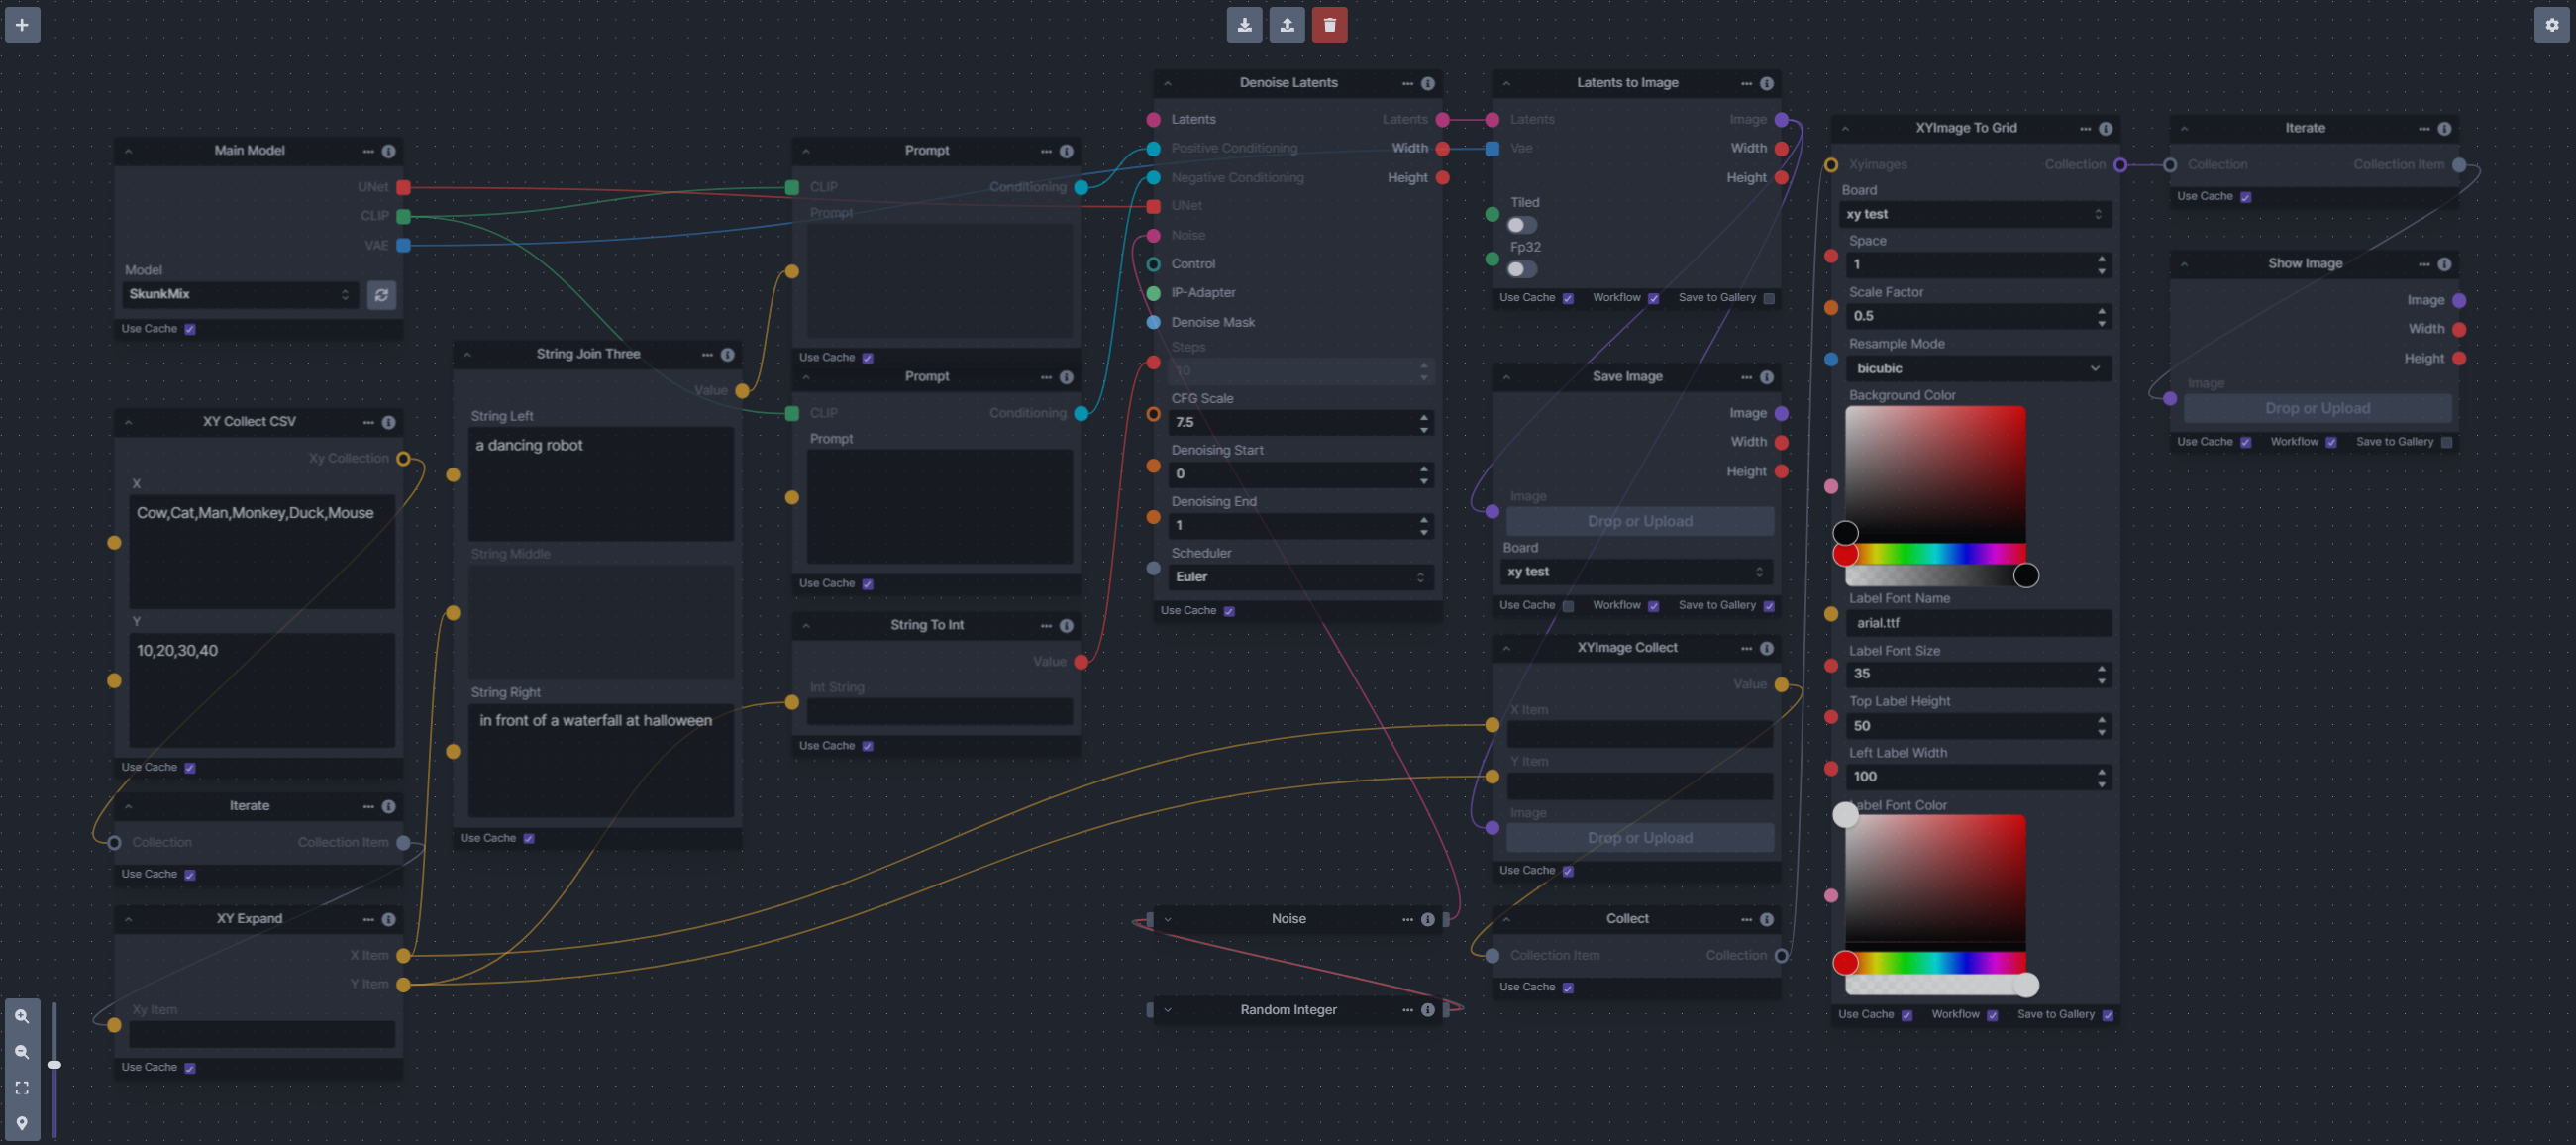 Main Model
UNet
CLIP
VAE
Model
SkunkMix
Use Cache
XY Collect CSV
Xy Collection
X
Cow,Cat,Man,Monkey,Duck,Mouse
Y
10,20,30,40
Use Cache
Iterate
Collection Collection Item
Use Cache
XY Expand
X Item
Y Item
Xy Item
Use Cache
String Join Three
Value
String Left
a dancing robot
String Middle
String Right
in front of a waterfall at halloween
Use Cache
Prompt
CLIP Conditioning
Prompt
Use Cache
Prompt
CLIP Conditioning
Prompt
Use Cache
String To Int
Value
Int String
Use Cache
Denoise Latents
Latents Latents
Positive Conditioning Width
Negative Conditioning Height
UNet
Noise
Control
IP-Adapter
Denoise Mask
Steps
10
CFG Scale
7.5
Denoising Start
0
Denoising End
1
Scheduler
Euler
Use Cache
Noise
Random Integer
Latents to Image
Latents Image
Vae Width
Height
Tiled
Fp32
Use Cache Workflow Save to Gallery
Save Image
Image
Width
Height
Image
Drop or Upload
Board
xy test
Use Cache Workflow Save to Gallery
XYImage Collect
Value
X Item
Y Item
Image
Drop or Upload
Use Cache
Collect
Collection Item Collection
Use Cache
XYImage To Grid
Xyimages Collection
Board
xy test
Space
1
Scale Factor
0.5
Resample Mode
bicubic
Background Color
Label Font Name
arial.ttf
Label Font Size
35
Top Label Height
50
Left Label Width
100
Label Font Color
Use Cache Workflow Save to Gallery
Iterate
Collection Collection Item
Use Cache
Show Image
Image
Width
Height
Image
Drop or Upload
Use Cache Workflow Save to Gallery